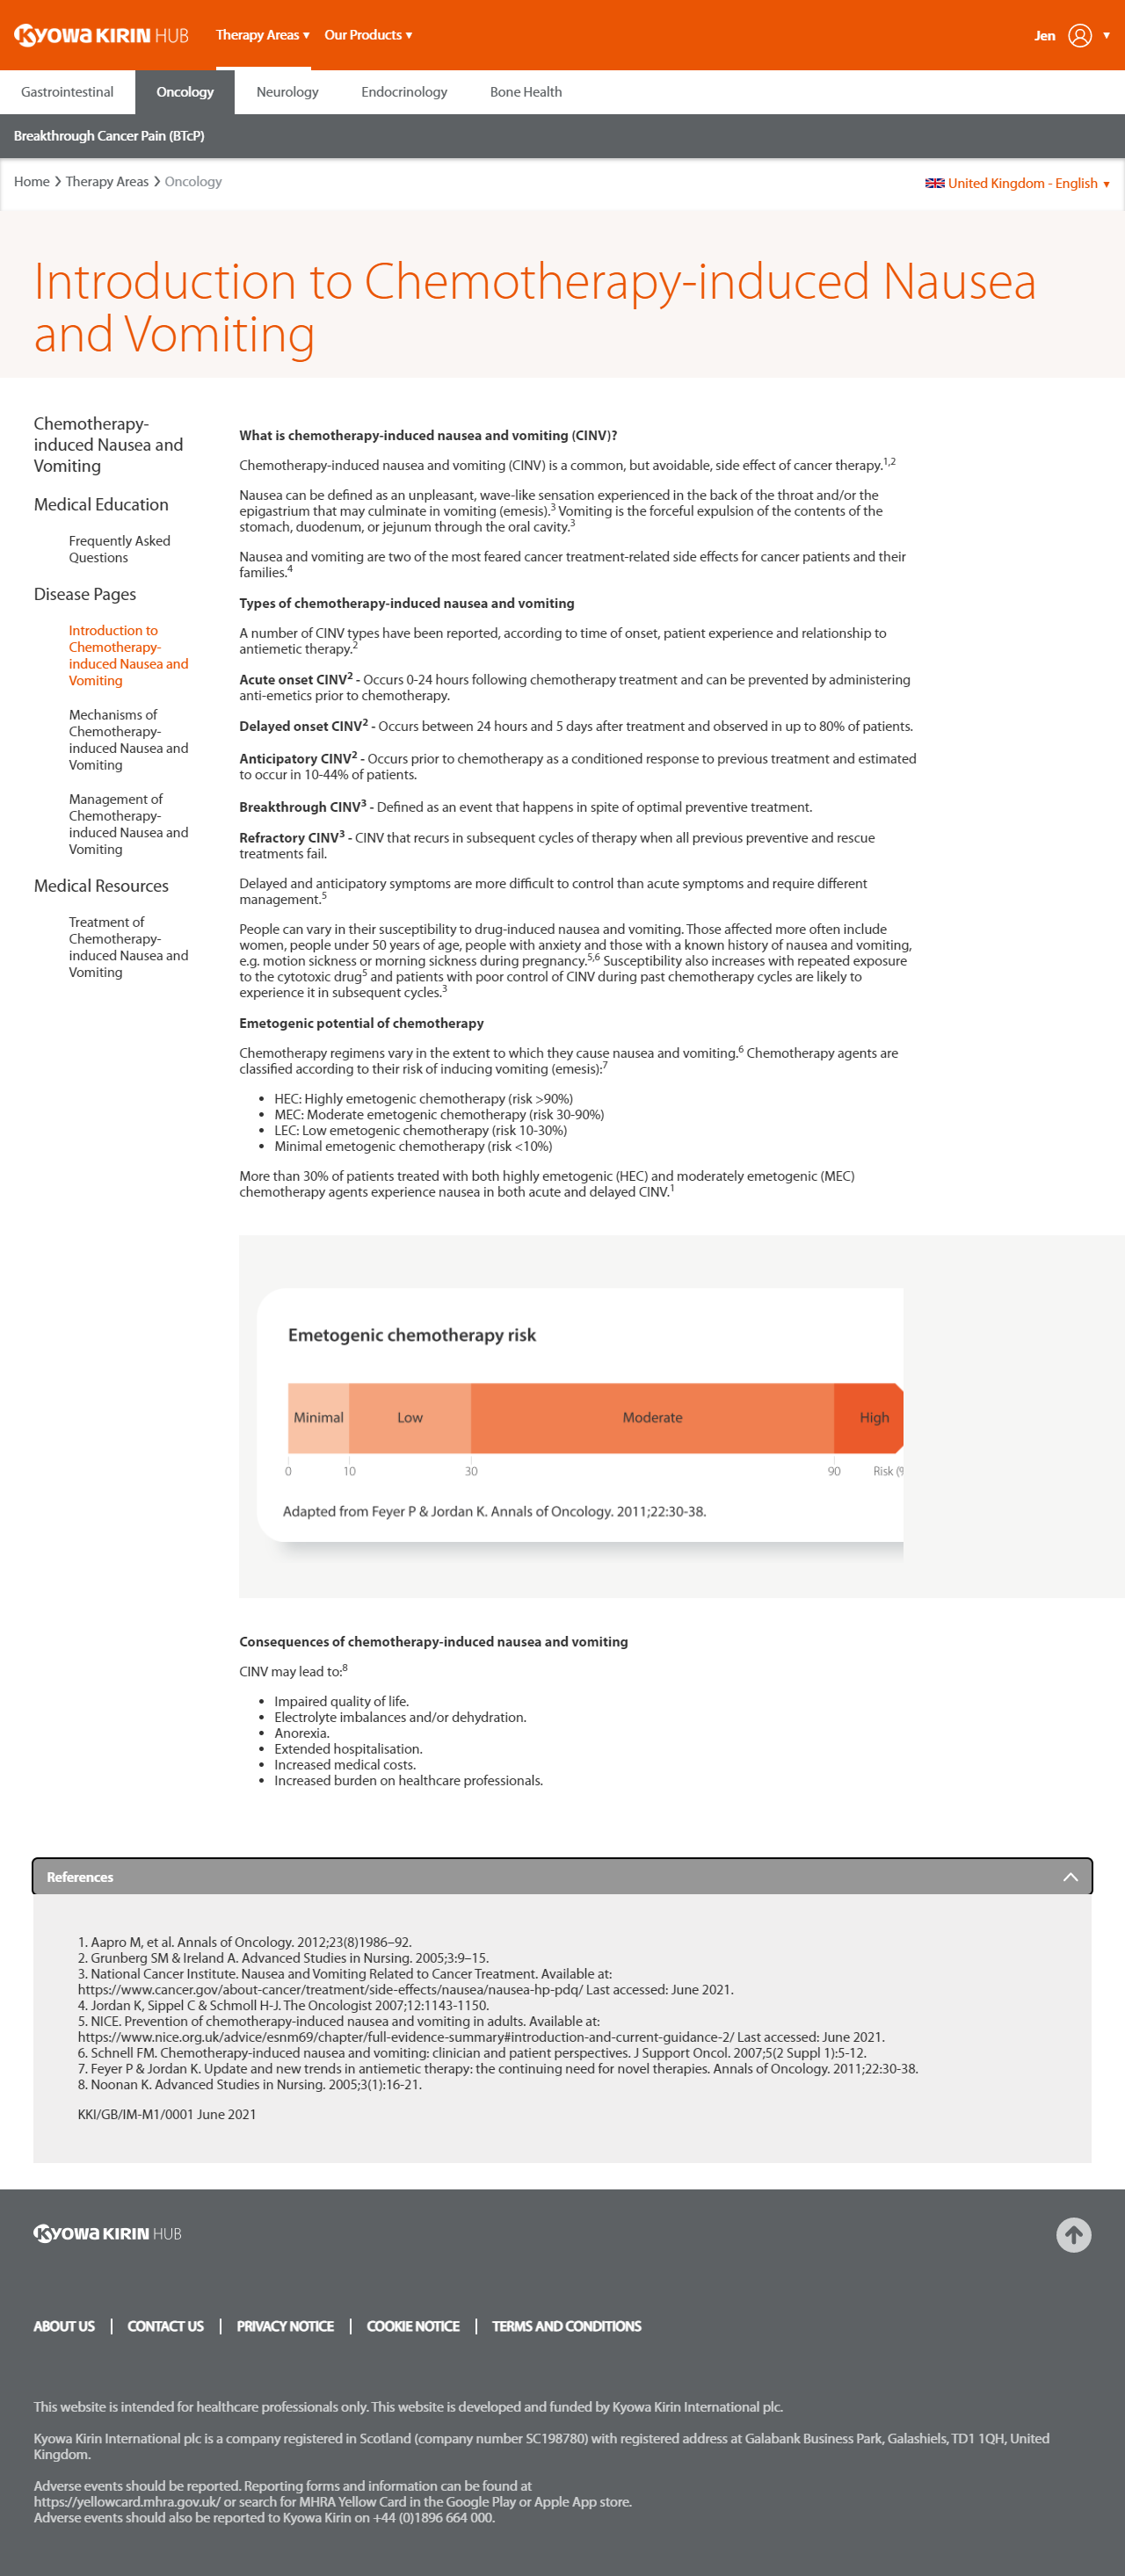 KYOWA KIRIN HUB
Therapy Areas ▼ Our Products ▼
Jen ▼
Gastrointestinal Oncology Neurology Endocrinology Bone Health
Breakthrough Cancer Pain (BTcP)
Home > Therapy Areas > Oncology
United Kingdom - English ▼
Introduction to Chemotherapy-induced Nausea
and Vomiting
Chemotherapy-
induced Nausea and
Vomiting
Medical Education
Frequently Asked
Questions
Disease Pages
Introduction to
Chemotherapy-
induced Nausea and
Vomiting
Mechanisms of
Chemotherapy-
induced Nausea and
Vomiting
Management of
Chemotherapy-
induced Nausea and
Vomiting
Medical Resources
Treatment of
Chemotherapy-
induced Nausea and
Vomiting
What is chemotherapy-induced nausea and vomiting (CINV)?
Chemotherapy-induced nausea and vomiting (CINV) is a common, but avoidable, side effect of cancer therapy.1,2
Nausea can be defined as an unpleasant, wave-like sensation experienced in the back of the throat and/or the
epigastrium that may culminate in vomiting (emesis).3 Vomiting is the forceful expulsion of the contents of the
stomach, duodenum, or jejunum through the oral cavity.3
Nausea and vomiting are two of the most feared cancer treatment-related side effects for cancer patients and their
families.4
Types of chemotherapy-induced nausea and vomiting
A number of CINV types have been reported, according to time of onset, patient experience and relationship to
antiemetic therapy.2
Acute onset CINV2 - Occurs 0-24 hours following chemotherapy treatment and can be prevented by administering
anti-emetics prior to chemotherapy.
Delayed onset CINV2 - Occurs between 24 hours and 5 days after treatment and observed in up to 80% of patients.
Anticipatory CINV2 - Occurs prior to chemotherapy as a conditioned response to previous treatment and estimated
to occur in 10-44% of patients.
Breakthrough CINV3 - Defined as an event that happens in spite of optimal preventive treatment.
Refractory CINV3 - CINV that recurs in subsequent cycles of therapy when all previous preventive and rescue
treatments fail.
Delayed and anticipatory symptoms are more difficult to control than acute symptoms and require different
management.5
People can vary in their susceptibility to drug-induced nausea and vomiting. Those affected more often include
women, people under 50 years of age, people with anxiety and those with a known history of nausea and vomiting,
e.g. motion sickness or morning sickness during pregnancy.5,6 Susceptibility also increases with repeated exposure
to the cytotoxic drug5 and patients with poor control of CINV during past chemotherapy cycles are likely to
experience it in subsequent cycles.3
Emetogenic potential of chemotherapy
Chemotherapy regimens vary in the extent to which they cause nausea and vomiting.6 Chemotherapy agents are
classified according to their risk of inducing vomiting (emesis):7
• HEC: Highly emetogenic chemotherapy (risk >90%)
• MEC: Moderate emetogenic chemotherapy (risk 30-90%)
• LEC: Low emetogenic chemotherapy (risk 10-30%)
• Minimal emetogenic chemotherapy (risk <10%)
More than 30% of patients treated with both highly emetogenic (HEC) and moderately emetogenic (MEC)
chemotherapy agents experience nausea in both acute and delayed CINV.1
Emetogenic chemotherapy risk
Minimal Low Moderate High
0 10 30 90 Risk (%
Adapted from Feyer P & Jordan K. Annals of Oncology. 2011;22:30-38.
Consequences of chemotherapy-induced nausea and vomiting
CINV may lead to:8
• Impaired quality of life.
• Electrolyte imbalances and/or dehydration.
• Anorexia.
• Extended hospitalisation.
• Increased medical costs.
• Increased burden on healthcare professionals.
References
1. Aapro M, et al. Annals of Oncology. 2012;23(8)1986–92.
2. Grunberg SM & Ireland A. Advanced Studies in Nursing. 2005;3:9–15.
3. National Cancer Institute. Nausea and Vomiting Related to Cancer Treatment. Available at:
https://www.cancer.gov/about-cancer/treatment/side-effects/nausea/nausea-hp-pdq/ Last accessed: June 2021.
4. Jordan K, Sippel C & Schmoll H-J. The Oncologist 2007;12:1143-1150.
5. NICE. Prevention of chemotherapy-induced nausea and vomiting in adults. Available at:
https://www.nice.org.uk/advice/esnm69/chapter/full-evidence-summary#introduction-and-current-guidance-2/ Last accessed: June 2021.
6. Schnell FM. Chemotherapy-induced nausea and vomiting: clinician and patient perspectives. J Support Oncol. 2007;5(2 Suppl 1):5-12.
7. Feyer P & Jordan K. Update and new trends in antiemetic therapy: the continuing need for novel therapies. Annals of Oncology. 2011;22:30-38.
8. Noonan K. Advanced Studies in Nursing. 2005;3(1):16-21.
KKI/GB/IM-M1/0001 June 2021
KYOWA KIRIN HUB
ABOUT US | CONTACT US | PRIVACY NOTICE | COOKIE NOTICE | TERMS AND CONDITIONS
This website is intended for healthcare professionals only. This website is developed and funded by Kyowa Kirin International plc.
Kyowa Kirin International plc is a company registered in Scotland (company number SC198780) with registered address at Galabank Business Park, Galashiels, TD1 1QH, United
Kingdom.
Adverse events should be reported. Reporting forms and information can be found at
https://yellowcard.mhra.gov.uk/ or search for MHRA Yellow Card in the Google Play or Apple App store.
Adverse events should also be reported to Kyowa Kirin on +44 (0)1896 664 000.